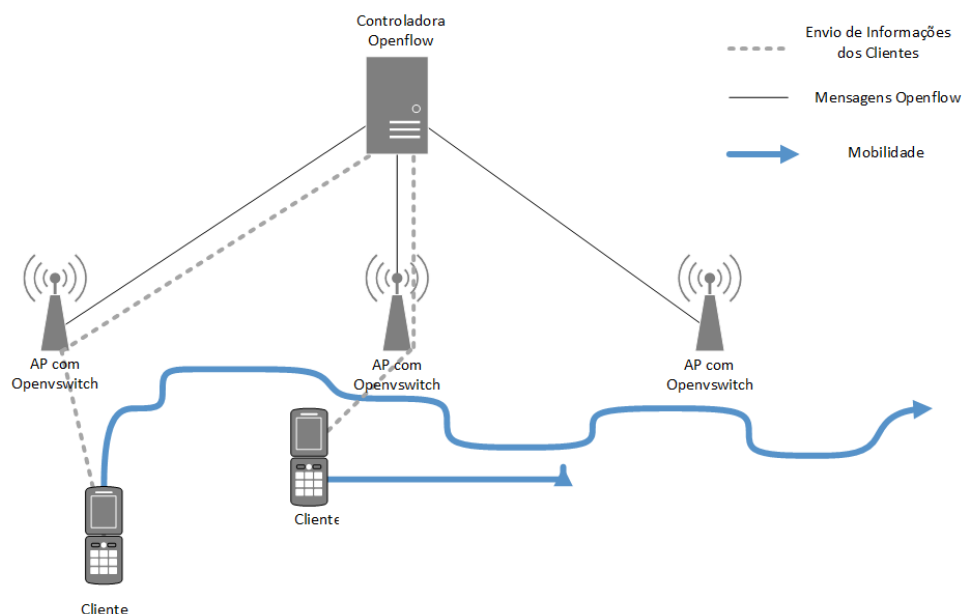 Controladora
Openflow
Envio de Informações
dos Clientes
Mensagens Openflow
Mobilidade
AP com
Openvswitch
AP com
Openvswitch
AP com
Openvswitch
Cliente
Cliente